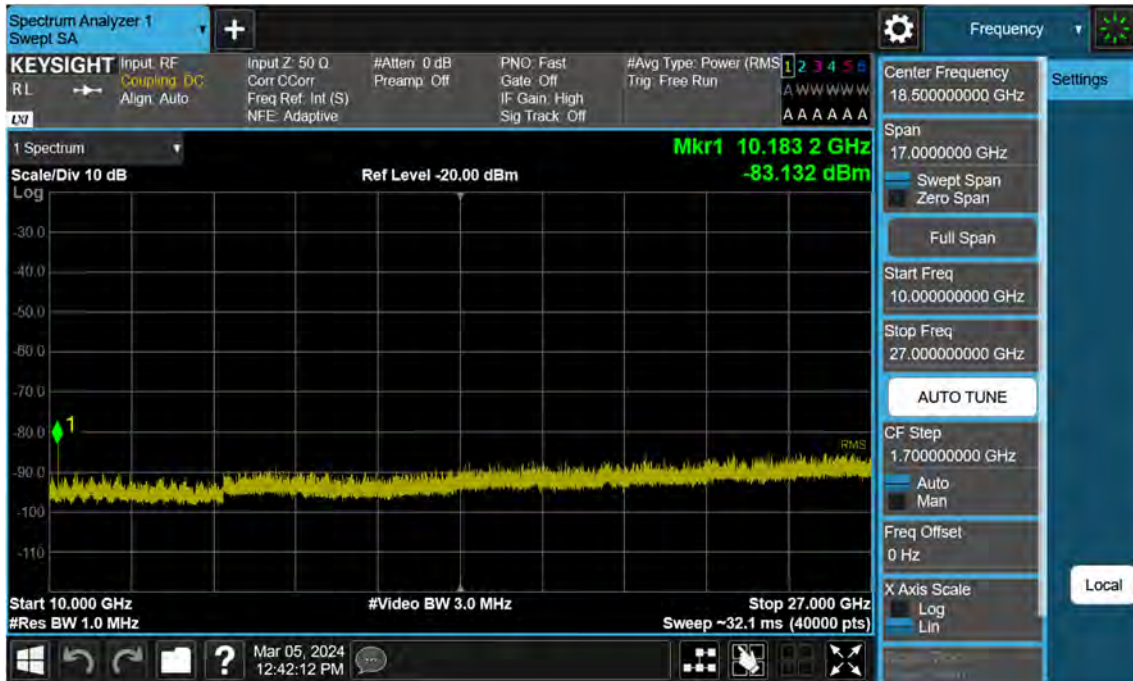 Spectrum Analyzer 1
Swept SA
+
Frequency
KEYSIGHT
RL
LXI
Input: RF
Coupling: DC
Align: Auto
Input Z: 50 Ω
Corr CCorr
Freq Ref: Int (S)
NFE: Adaptive
#Atten: 0 dB
Preamp: Off
PNO: Fast
Gate: Off
IF Gain: High
Sig Track: Off
#Avg Type: Power (RMS
Trig: Free Run
1 2 3 4 5 6
A W W W W W
A A A A A A
1 Spectrum
Scale/Div 10 dB
Log
Ref Level -20.00 dBm
Mkr1 10.183 2 GHz
-83.132 dBm
-30.0
-40.0
-50.0
-60.0
-70.0
-80.0
-90.0
-100
-110
1
RMS
Start 10.000 GHz
#Res BW 1.0 MHz
#Video BW 3.0 MHz
Stop 27.000 GHz
Sweep ~32.1 ms (40000 pts)
?
Mar 05, 2024
12:42:12 PM
Center Frequency
18.500000000 GHz
Span
17.0000000 GHz
Swept Span
Zero Span
Full Span
Start Freq
10.000000000 GHz
Stop Freq
27.000000000 GHz
AUTO TUNE
CF Step
1.700000000 GHz
Auto
Man
Freq Offset
0 Hz
X Axis Scale
Log
Lin
Settings
Local